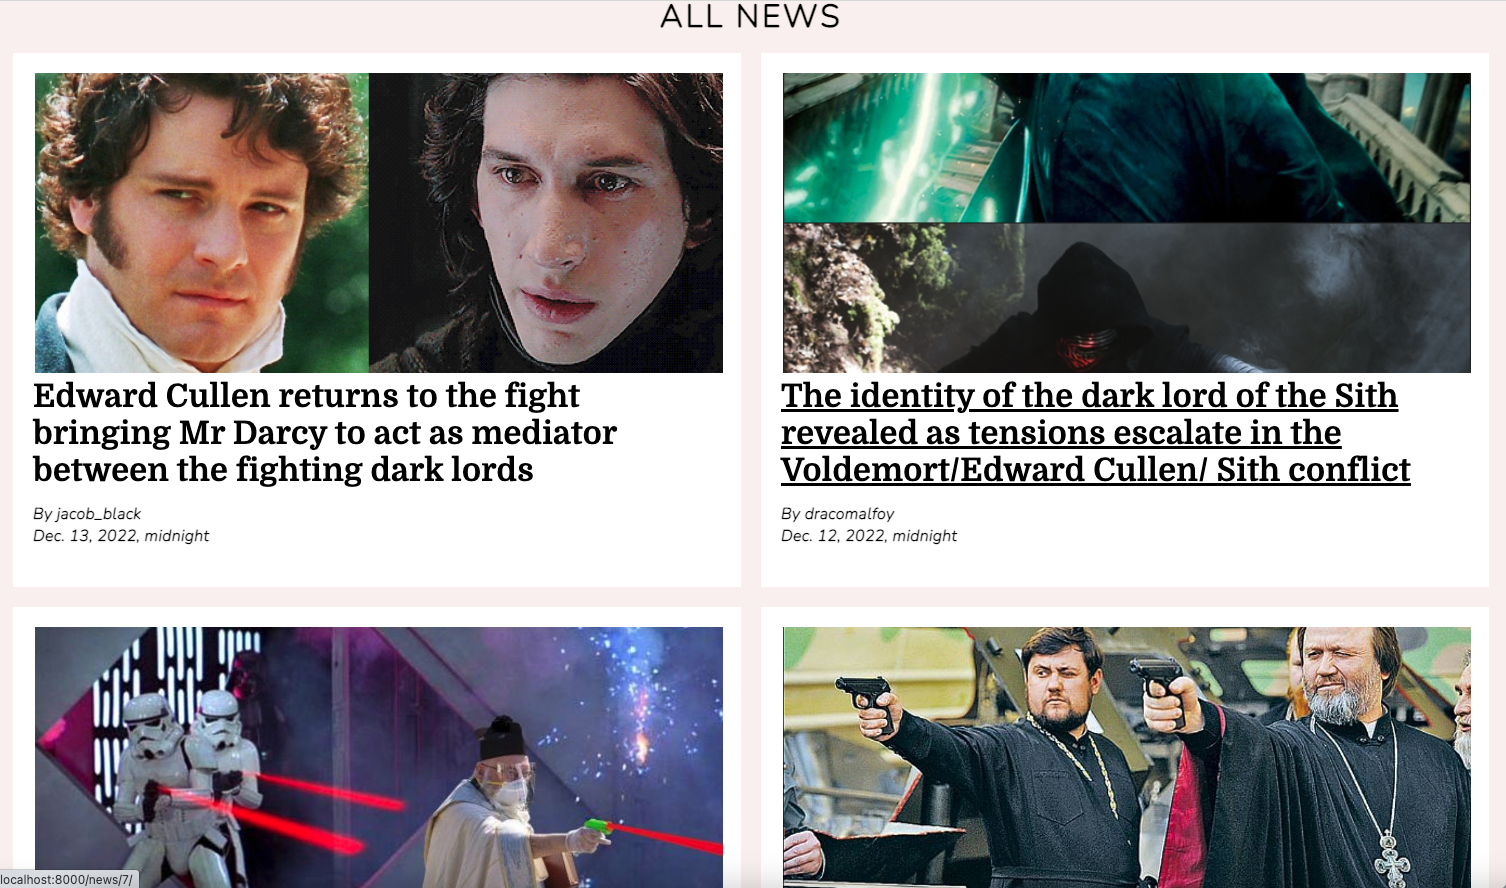 ALL NEWS
Edward Cullen returns to the fight
bringing Mr Darcy to act as mediator
between the fighting dark lords
By jacob_black
Dec. 13, 2022, midnight
The identity of the dark lord of the Sith
revealed as tensions escalate in the
Voldemort/Edward Cullen/ Sith conflict
By dracomalfoy
Dec. 12, 2022, midnight
localhost:8000/news/7/